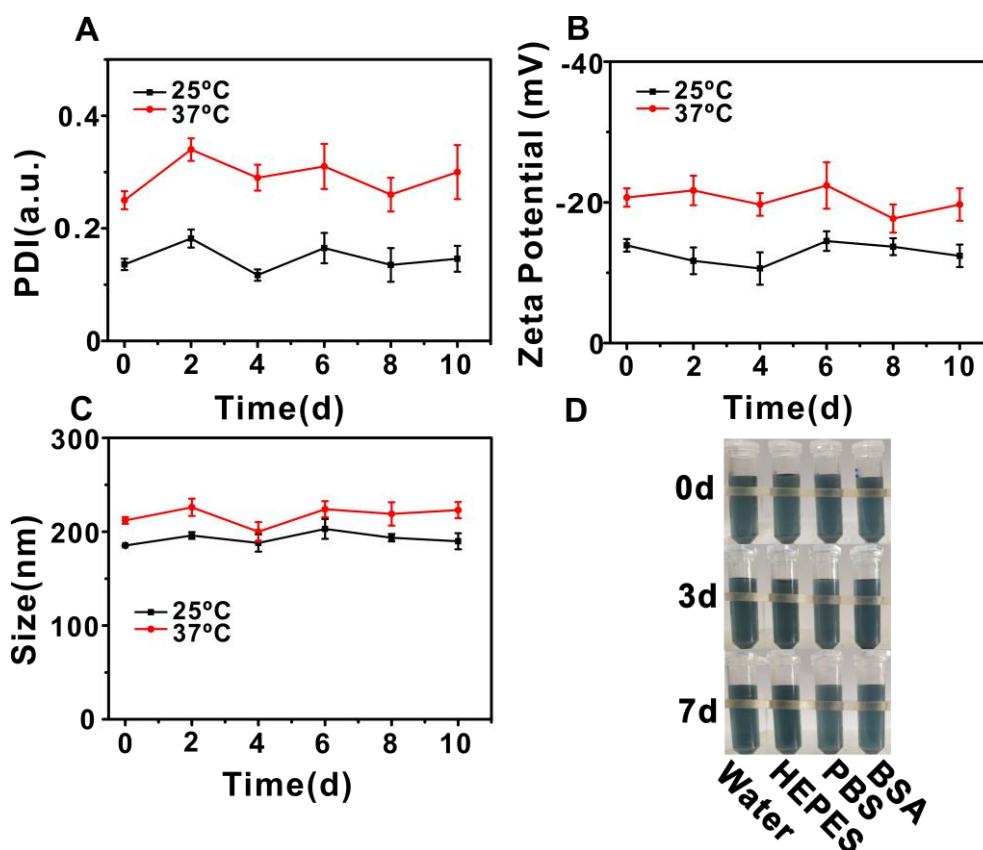 A
PDI(a.u.)
25ºC
37ºC
0.4
0.2
0
0 2 4 6 8 10
Time(d)
B
Zeta Potential (mV)
25ºC
37ºC
-40
-20
0
0 2 4 6 8 10
Time(d)
C
Size(nm)
300
200
100
0
25ºC
37ºC
0 2 4 6 8 10
Time(d)
D
0d
3d
7d
Water
HEPES
PBS
BSA